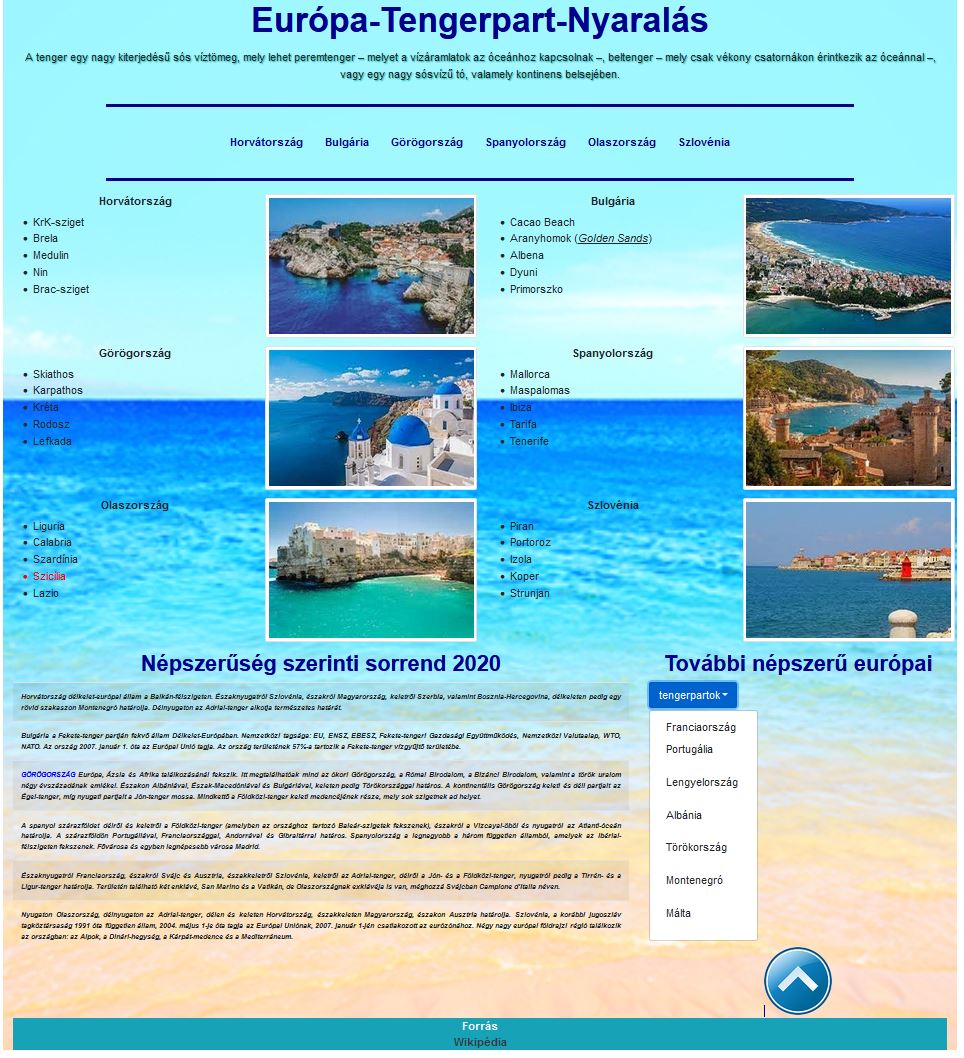 Európa-Tengerpart-Nyaralás
A tenger egy nagy kiterjedésű sós víztömeg, mely lehet peremtenger – melyet a vízáramlatok az óceánhoz kapcsolnak –, beltenger – mely csak vékony csatornákon érintkezik az óceánnal –,
vagy egy nagy sósvízű tó, valamely kontinens belsejében.
Horvátország Bulgária Görögország Spanyolország Olaszország Szlovénia
Horvátország
KrK-sziget
Brela
Medulin
Nin
Brac-sziget
Bulgária
Cacao Beach
Aranyhomok (Golden Sands)
Albena
Dyuni
Primorszko
Görögország
Skiathos
Karpathos
Kréta
Rodosz
Lefkada
Spanyolország
Mallorca
Maspalomas
Ibiza
Tarifa
Tenerife
Olaszország
Liguria
Calabria
Szardínia
Szicília
Lazio
Szlovénia
Piran
Portoroz
Izola
Koper
Strunjan
Népszerűség szerinti sorrend 2020
Horvátország délkelet-európai állam a Balkán-félszigeten. Északnyugatról Szlovénia, északról Magyarország, keletről Szerbia, valamint Bosznia-Hercegovina, délkeleten pedig egy
rövid szakaszon Montenegró határolja. Délnyugaton az Adriai-tenger alkotja természetes határát.
Bulgária a Fekete-tenger partján fekvő állam Délkelet-Európában. Nemzetközi tagsága: EU, ENSZ, EBESZ, Fekete-tengeri Gazdasági Együttműködés, Nemzetközi Valutaalap, WTO,
NATO. Az ország 2007. január 1. óta az Európai Unió tagja. Az ország területének 57%-a tartozik a Fekete-tenger vízgyűjtő területébe.
GÖRÖGORSZÁG Európa, Ázsia és Afrika találkozásánál fekszik. Itt megtalálhatóak mind az ókori Görögország, a Római Birodalom, a Bizánci Birodalom, valamint a török uralom
négy évszázadának emlékei. Északon Albániával, Észak-Macedóniával és Bulgáriával, keleten pedig Törökországgal határos. A kontinentális Görögország keleti és déli partjait az
Égei-tenger, míg nyugati partjait a Jón-tenger mossa. Mindkettő a Földközi-tenger keleti medencéjének része, mely sok szigetnek ad helyet.
A spanyol szárazföldet délről és keletről a Földközi-tenger (amelyben az országhoz tartozó Baleár-szigetek fekszenek), északról a Vizcayai-öböl és nyugatról az Atlanti-óceán
határolja. A szárazföldön Portugáliával, Franciaországgal, Andorrával és Gibraltárral határos. Spanyolország a legnagyobb a három független államból, amelyek az Ibériai-
félszigeten fekszenek. Fővárosa és egyben legnépesebb városa Madrid.
Északnyugatról Franciaország, északról Svájc és Ausztria, északkeletről Szlovénia, keletről az Adriai-tenger, délről a Jón- és a Földközi-tenger, nyugatról pedig a Tirrén- és a
Ligur-tenger határolja. Területén található két enklávé, San Marino és a Vatikán, de Olaszországnak exklávéja is van, méghozzá Svájcban Campione d'Italia néven.
Nyugaton Olaszország, délnyugaton az Adriai-tenger, délen és keleten Horvátország, északkeleten Magyarország, északon Ausztria határolja. Szlovénia, a korábbi jugoszláv
tagköztársaság 1991 óta független állam, 2004. május 1-je óta tagja az Európai Uniónak, 2007. január 1-jén csatlakozott az eurózónához. Négy nagy európai földrajzi régió találkozik
az országban: az Alpok, a Dinári-hegység, a Kárpát-medence és a Mediterráneum.
További népszerű európai
tengerpartok
Franciaország
Portugália
Lengyelország
Albánia
Törökország
Montenegró
Málta
Forrás
Wikipédia